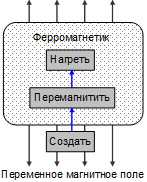 Ферромагнетик
Нагреть
Перемагнитить
Создать
Переменное магнитное поле